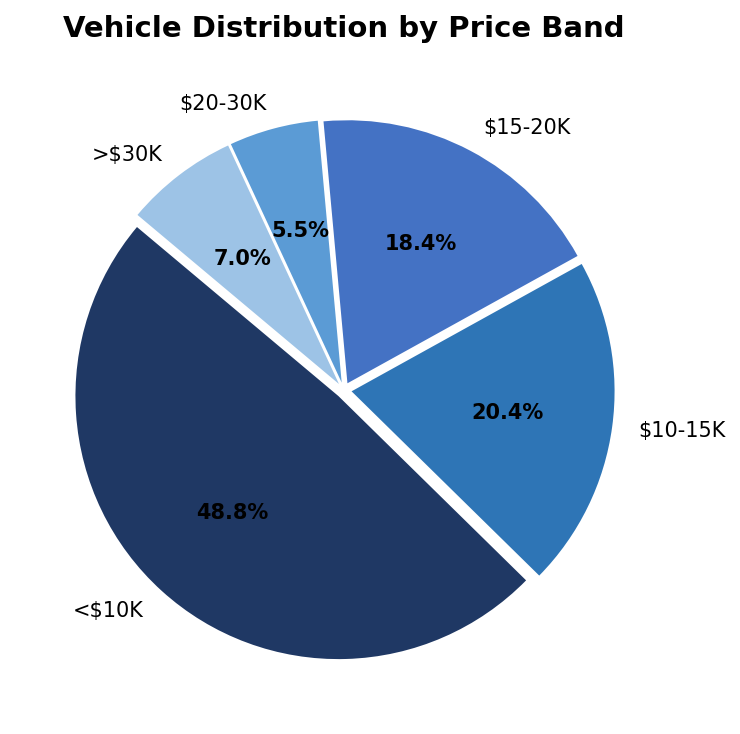 Vehicle Distribution by Price Band
$20-30K
$15-20K
>$30K
5.5%
18.4%
7.0%
20.4%
$10-15K
48.8%
<$10K